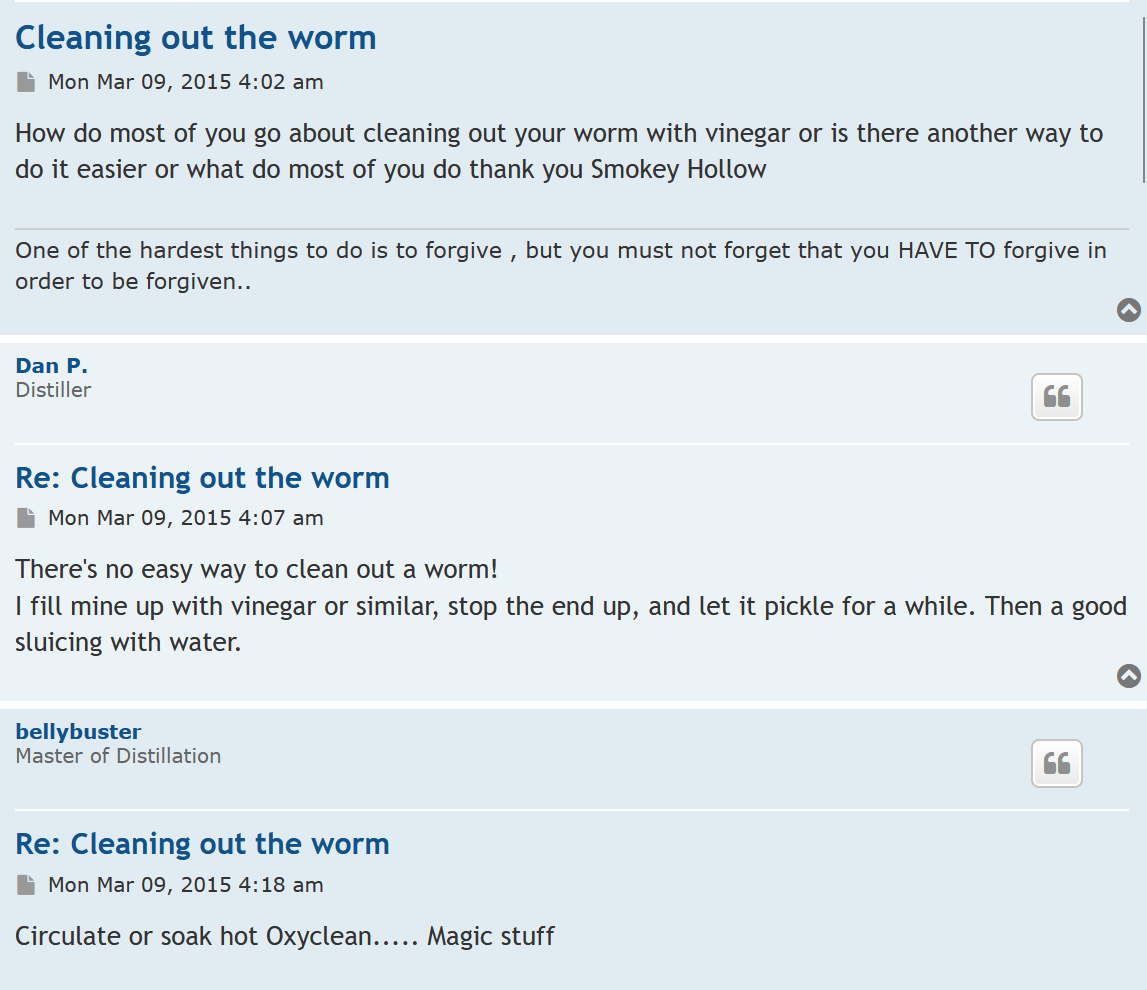 Cleaning out the worm
Mon Mar 09, 2015 4:02 am
How do most of you go about cleaning out your worm with vinegar or is there another way to
do it easier or what do most of you do thank you Smokey Hollow
One of the hardest things to do is to forgive , but you must not forget that you HAVE TO forgive in
order to be forgiven..
Dan P.
Distiller
Re: Cleaning out the worm
Mon Mar 09, 2015 4:07 am
There's no easy way to clean out a worm!
I fill mine up with vinegar or similar, stop the end up, and let it pickle for a while. Then a good
sluicing with water.
bellybuster
Master of Distillation
Re: Cleaning out the worm
Mon Mar 09, 2015 4:18 am
Circulate or soak hot Oxyclean..... Magic stuff